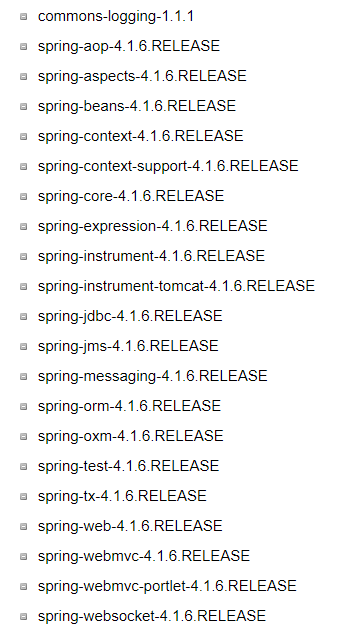 commons-logging-1.1.1
spring-aop-4.1.6.RELEASE
spring-aspects-4.1.6.RELEASE
spring-beans-4.1.6.RELEASE
spring-context-4.1.6.RELEASE
spring-context-support-4.1.6.RELEASE
spring-core-4.1.6.RELEASE
spring-expression-4.1.6.RELEASE
spring-instrument-4.1.6.RELEASE
spring-instrument-tomcat-4.1.6.RELEASE
spring-jdbc-4.1.6.RELEASE
spring-jms-4.1.6.RELEASE
spring-messaging-4.1.6.RELEASE
spring-orm-4.1.6.RELEASE
spring-oxm-4.1.6.RELEASE
spring-test-4.1.6.RELEASE
spring-tx-4.1.6.RELEASE
spring-web-4.1.6.RELEASE
spring-webmvc-4.1.6.RELEASE
spring-webmvc-portlet-4.1.6.RELEASE
spring-websocket-4.1.6.RELEASE